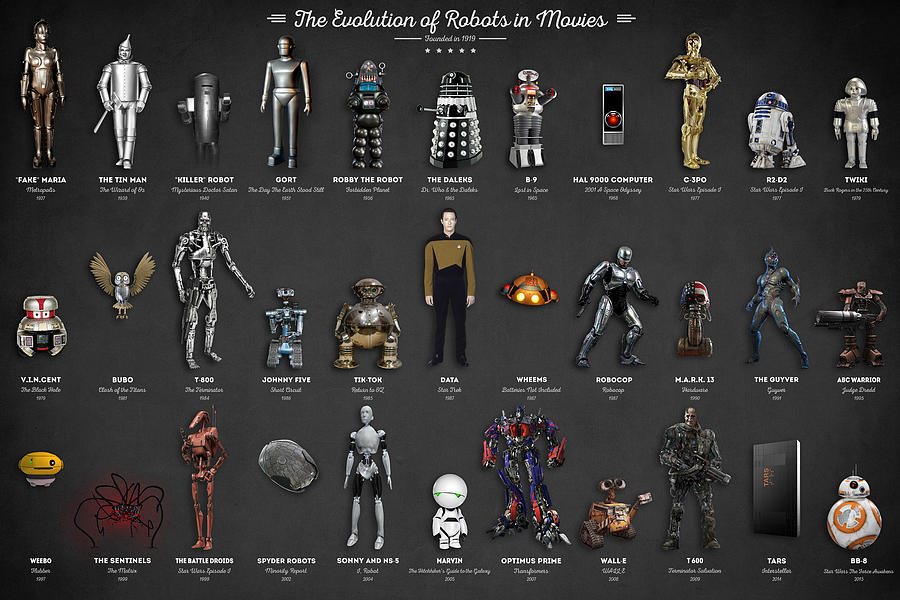 The Evolution of Robots in Movies
Founded in 1919
"FAKE" MARIA
Metropolis
1927
THE TIN MAN
The Wizard of Oz
1939
"KILLER" ROBOT
Mysterious Doctor Satan
1940
GORT
The Day The Earth Stood Still
1951
ROBBY THE ROBOT
Forbidden Planet
1956
THE DALEKS
Dr. Who & the Daleks
1965
B-9
Lost in Space
1965
HAL 9000 COMPUTER
2001 A Space Odyssey
1968
C-3PO
Star Wars Episode I
1977
R2-D2
Star Wars Episode I
1977
TWIKI
Buck Rogers in the 25th Century
1979
V.I.N.CENT
The Black Hole
1979
BUBO
Clash of the Titans
1981
T-800
The Terminator
1984
JOHNNY FIVE
Short Circuit
1986
TIK-TOK
Return to OZ
1985
DATA
Star Trek
1987
WHEEMS
Batteries Not Included
1987
ROBOCOP
Robocop
1987
M.A.R.K. 13
Hardware
1990
THE GUYVER
Guyver
1991
ABC WARRIOR
Judge Dredd
1995
WEEBO
Flubber
1997
THE SENTINELS
The Matrix
1999
THE BATTLE DROIDS
Star Wars Episode I
1999
SPYDER ROBOTS
Minority Report
2002
SONNY AND NS-5
I, Robot
2004
MARVIN
The Hitchhiker's Guide to the Galaxy
2005
OPTIMUS PRIME
Transformers
2007
WALL-E
WALL-E
2008
T 600
Terminator Salvation
2009
TARS
TARS
Interstellar
2014
BB-8
Star Wars The Force Awakens
2015